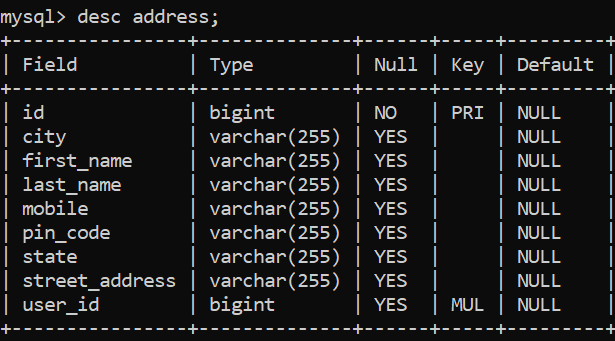 mysql> desc address;
+----------------+--------------+------+-----+---------+
| Field          | Type         | Null | Key | Default |
+----------------+--------------+------+-----+---------+
| id             | bigint       | NO   | PRI | NULL    |
| city           | varchar(255) | YES  |     | NULL    |
| first_name     | varchar(255) | YES  |     | NULL    |
| last_name      | varchar(255) | YES  |     | NULL    |
| mobile         | varchar(255) | YES  |     | NULL    |
| pin_code       | varchar(255) | YES  |     | NULL    |
| state          | varchar(255) | YES  |     | NULL    |
| street_address | varchar(255) | YES  |     | NULL    |
| user_id        | bigint       | YES  | MUL | NULL    |
+----------------+--------------+------+-----+---------+